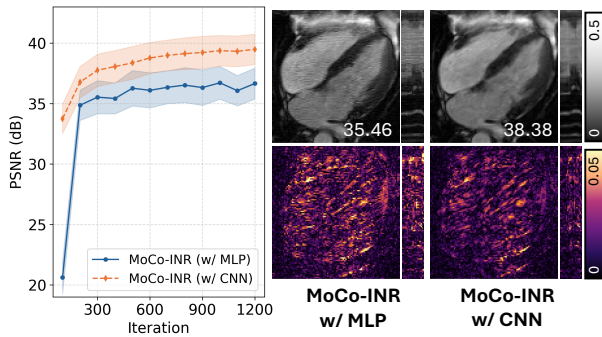 40
35
30
25
20
PSNR (dB)
300
600
900
1200
Iteration
MoCo-INR (w/ MLP)
MoCo-INR (w/ CNN)
35.46
38.38
0.5
0
0.05
0
MoCo-INR
w/ MLP
MoCo-INR
w/ CNN